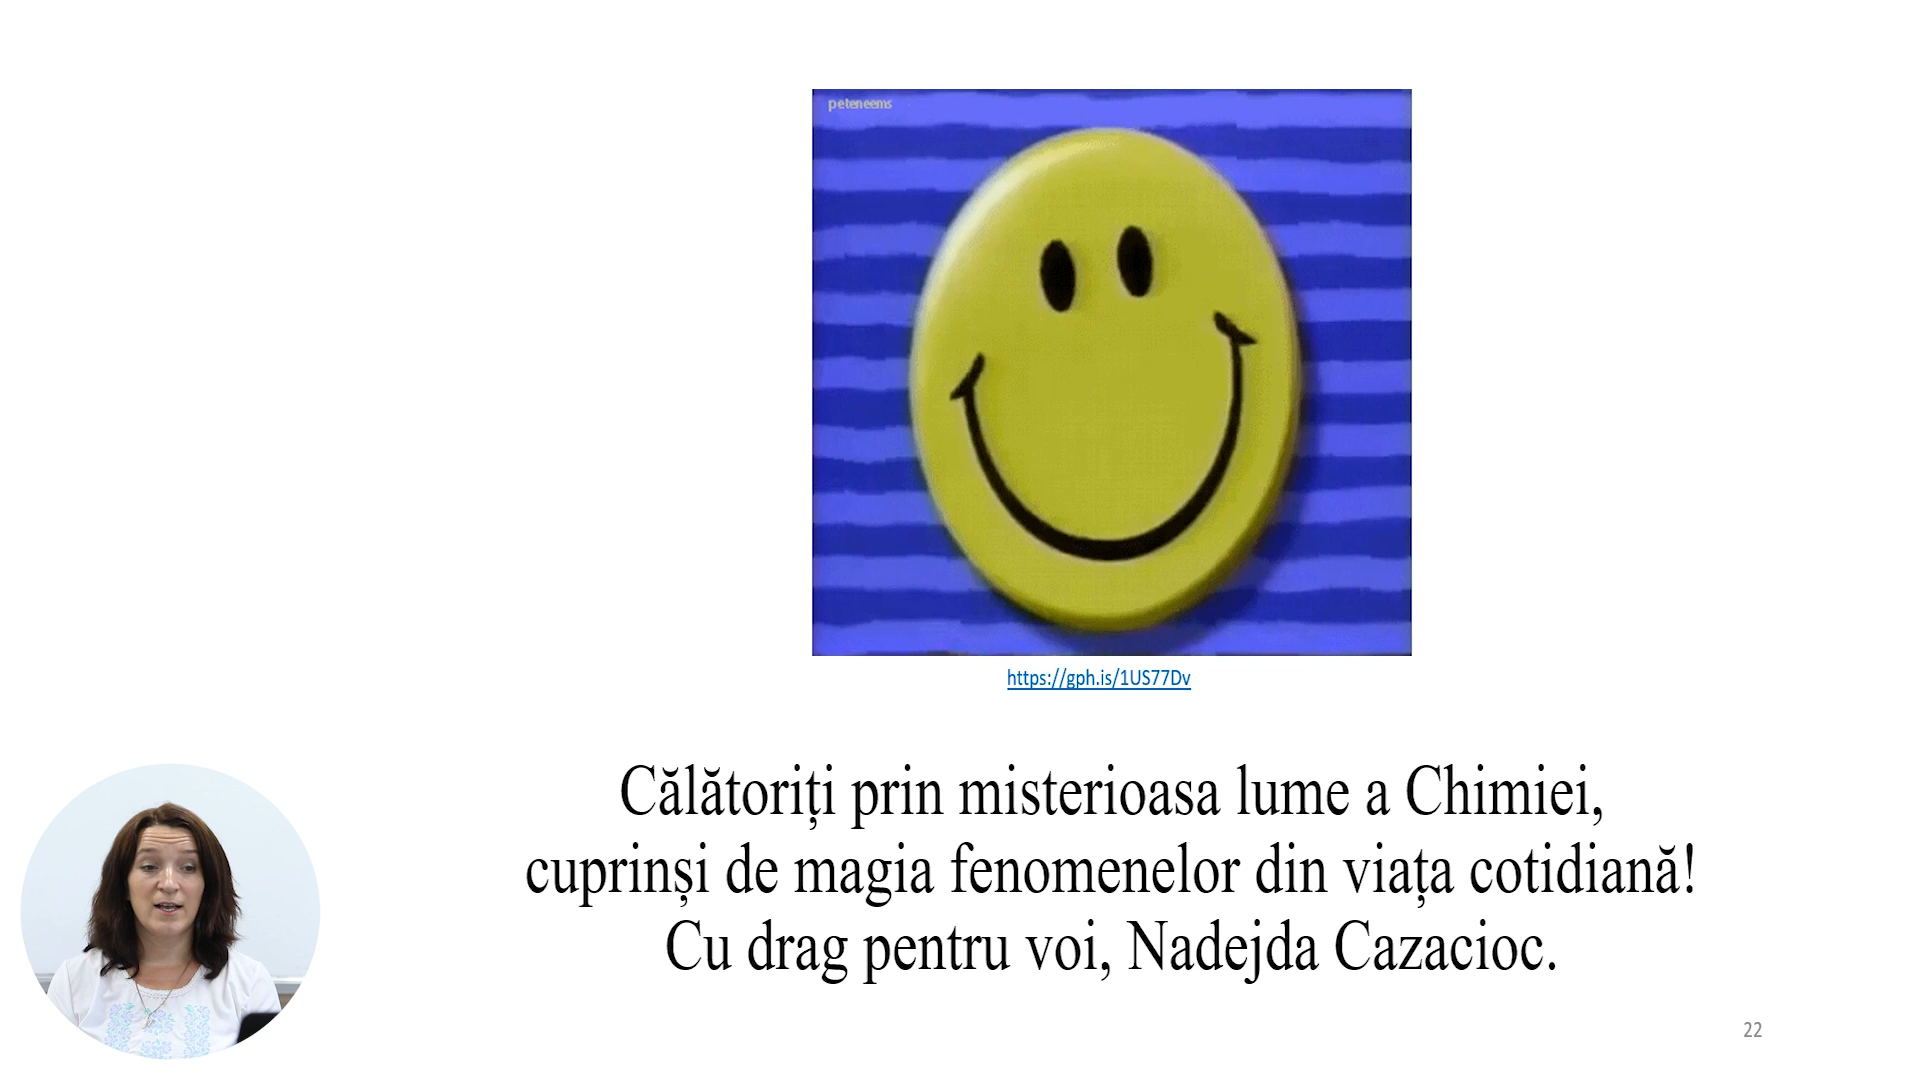 peteneems
https://gph.is/1US77Dv
Călătoriți prin misterioasa lume a Chimiei,
cuprinși de magia fenomenelor din viața cotidiană!
Cu drag pentru voi, Nadejda Cazacioc.
22